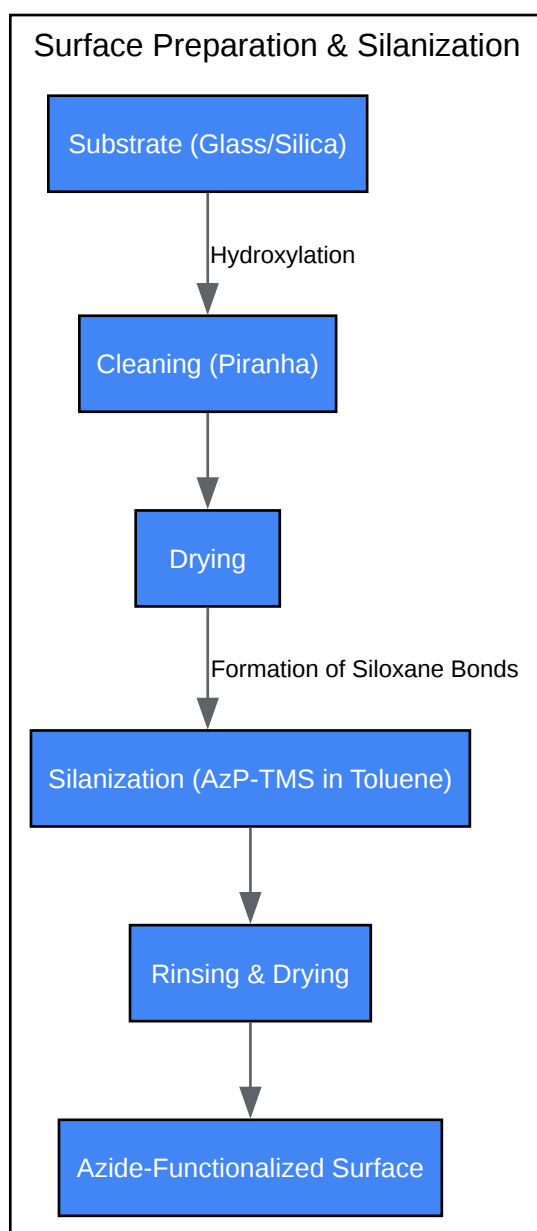 Surface Preparation & Silanization
Substrate (Glass/Silica)
Hydroxylation
Cleaning (Piranha)
Drying
Formation of Siloxane Bonds
Silanization (AzP-TMS in Toluene)
Rinsing & Drying
Azide-Functionalized Surface